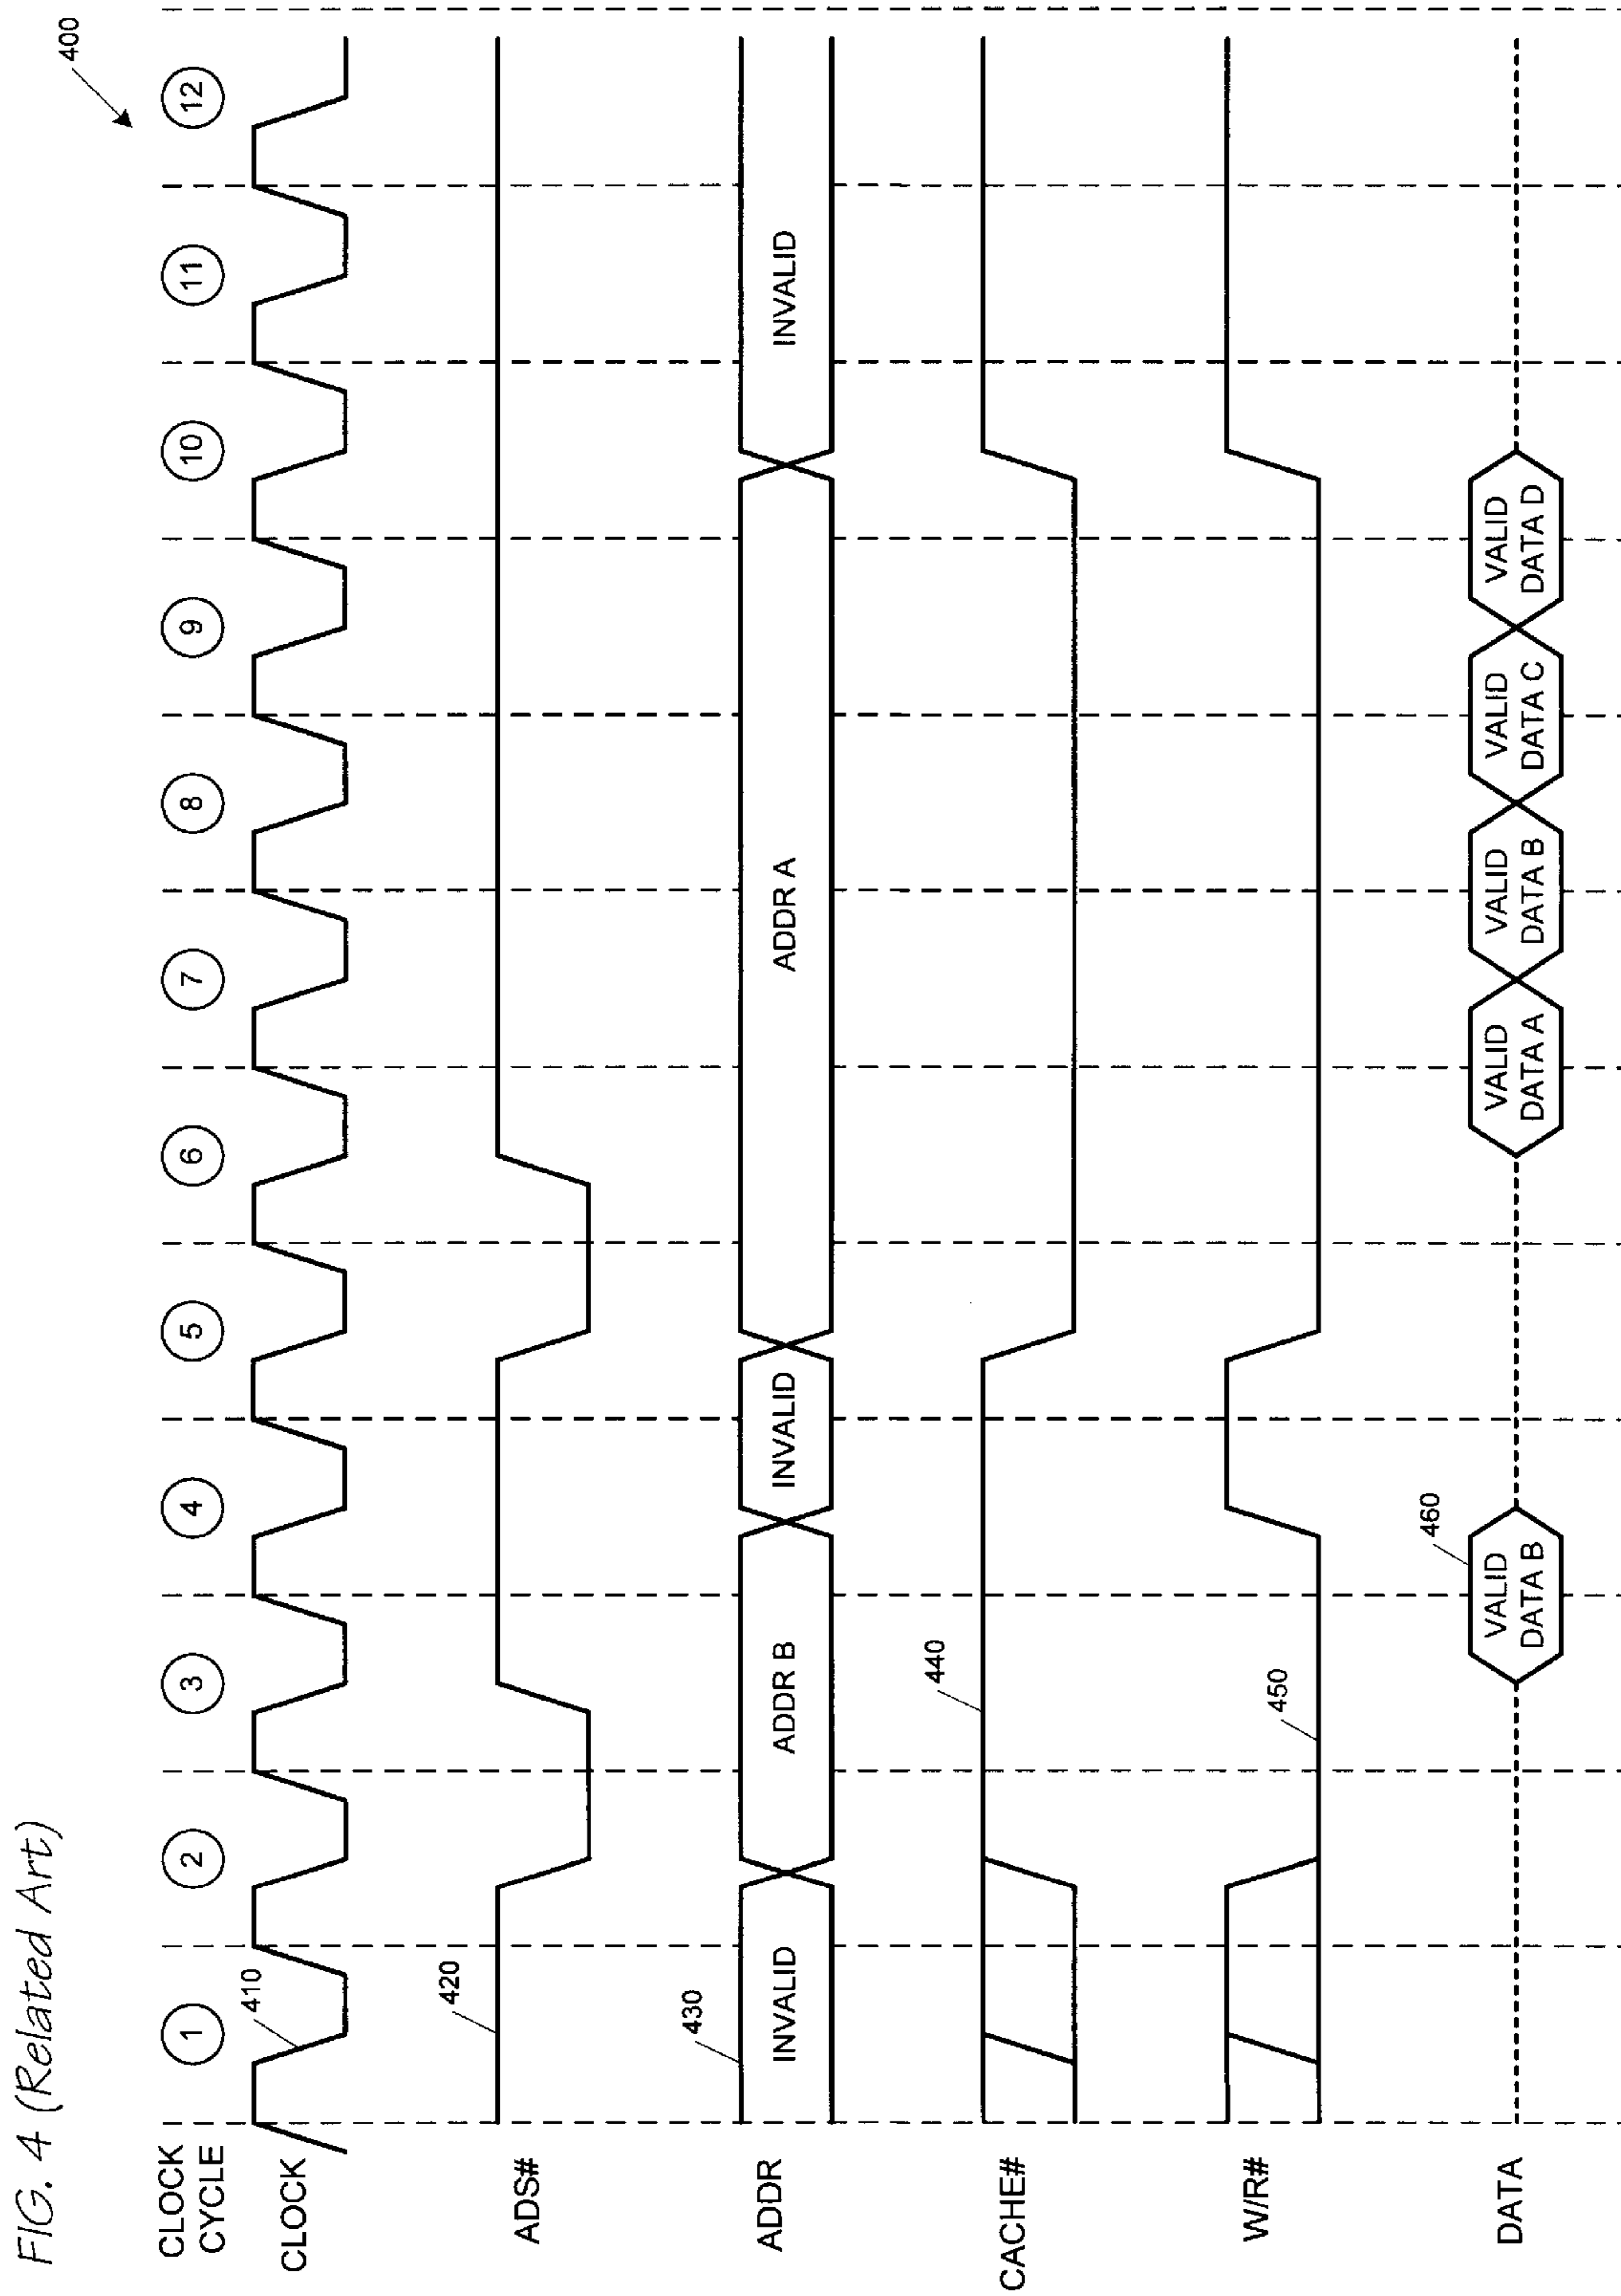 FIG. 4 (Related Art)
400
CLOCK
CYCLE
1 2 3 4 5 6 7 8 9 10 11 12
CLOCK
410
ADS#
420
ADDR
430
INVALID ADDR B INVALID ADDR A INVALID
CACHE#
440
W/R#
450
DATA
460
VALID
DATA B
VALID
DATA A
VALID
DATA B
VALID
DATA C
VALID
DATA D